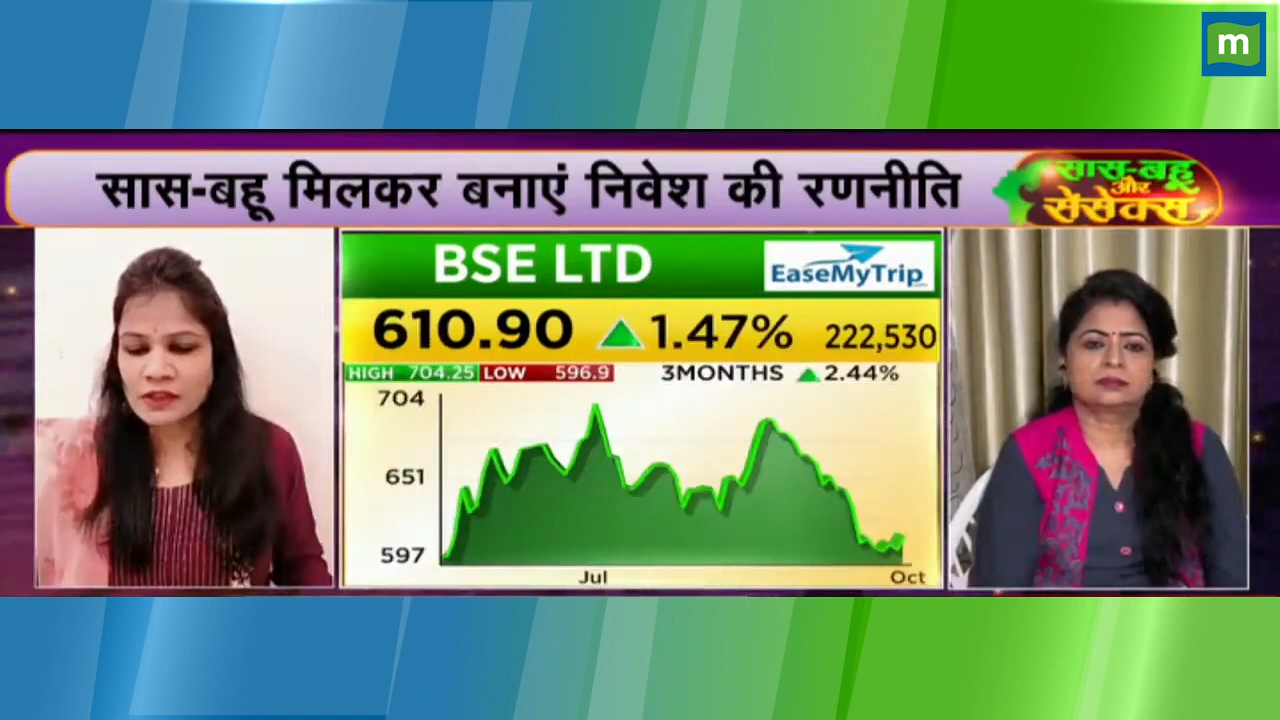 m
सास-बहू मिलकर बनाएं निवेश की रणनीति
सास-बहू
और
सेंसेक्स
BSE LTD
EaseMyTrip.com
610.90 1.47% 222,530
HIGH 704.25 LOW 596.9 3MONTHS 2.44%
704
651
597
Jul Oct